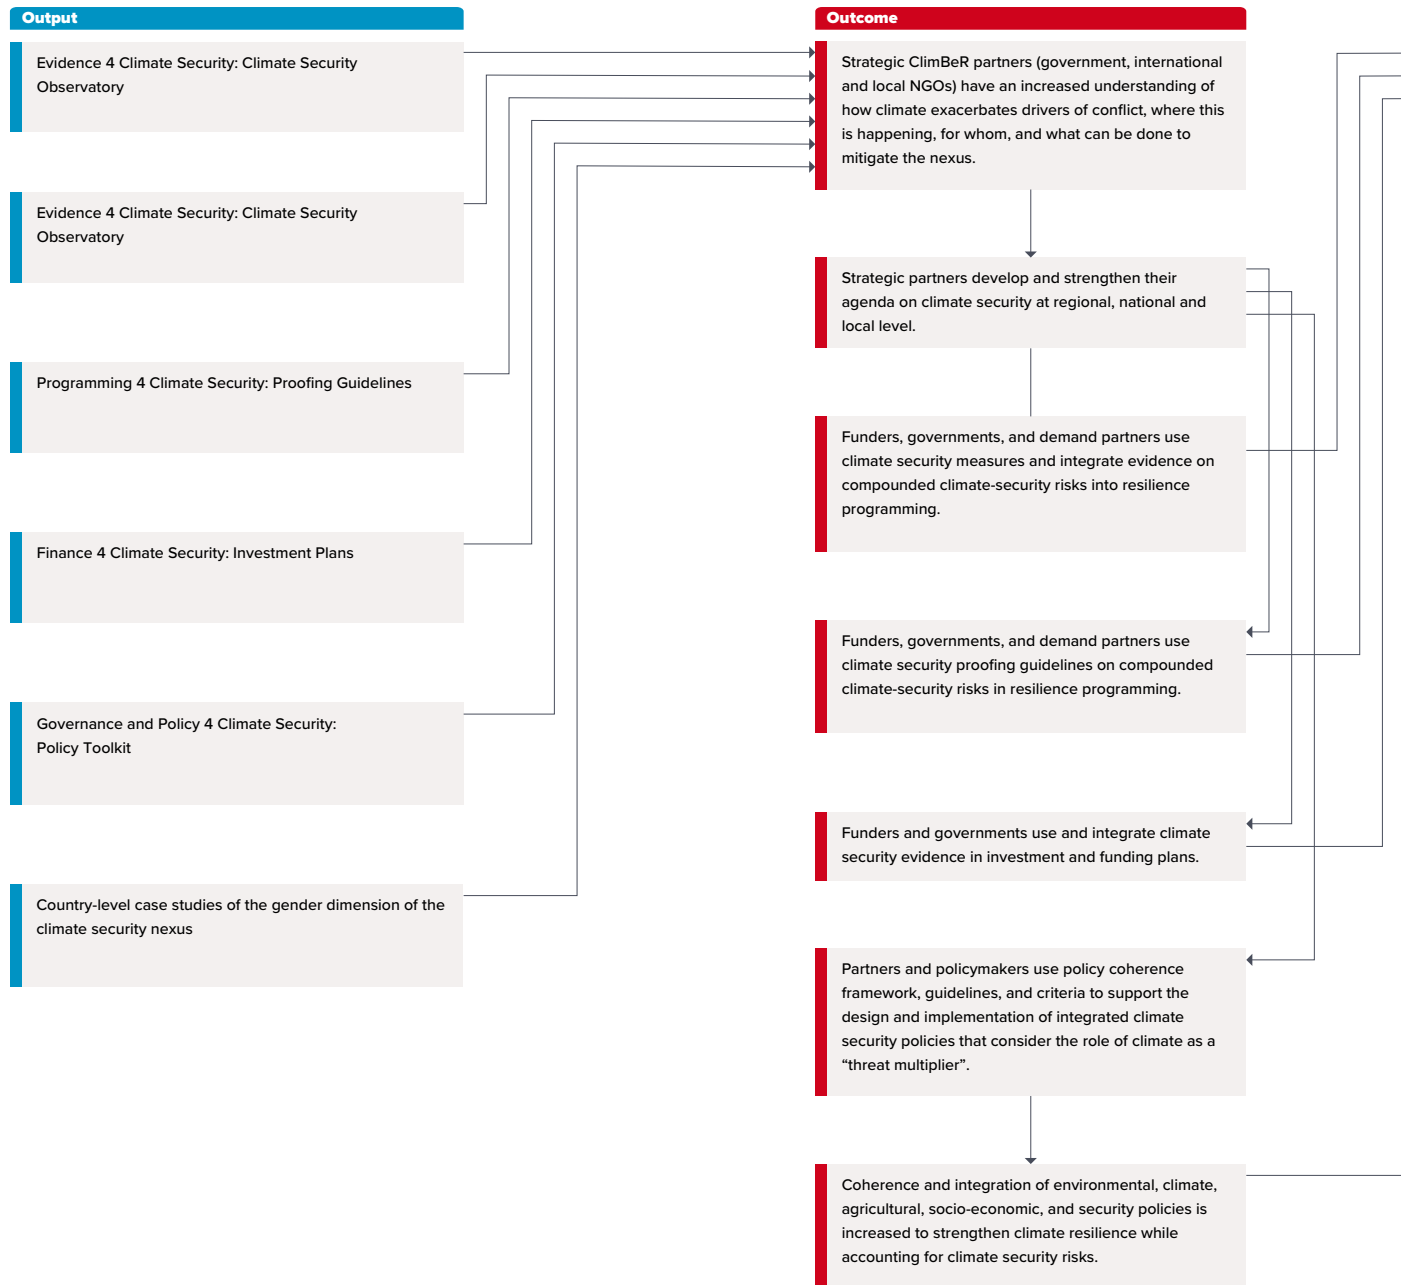 Output
Evidence 4 Climate Security: Climate Security
Observatory
Evidence 4 Climate Security: Climate Security
Observatory
Programming 4 Climate Security: Proofing Guidelines
Finance 4 Climate Security: Investment Plans
Governance and Policy 4 Climate Security:
Policy Toolkit
Country-level case studies of the gender dimension of the
climate security nexus
Outcome
Strategic ClimBeR partners (government, international
and local NGOs) have an increased understanding of
how climate exacerbates drivers of conflict, where this
is happening, for whom, and what can be done to
mitigate the nexus.
Strategic partners develop and strengthen their
agenda on climate security at regional, national and
local level.
Funders, governments, and demand partners use
climate security measures and integrate evidence on
compounded climate-security risks into resilience
programming.
Funders, governments, and demand partners use
climate security proofing guidelines on compounded
climate-security risks in resilience programming.
Funders and governments use and integrate climate
security evidence in investment and funding plans.
Partners and policymakers use policy coherence
framework, guidelines, and criteria to support the
design and implementation of integrated climate
security policies that consider the role of climate as a
“threat multiplier”.
Coherence and integration of environmental, climate,
agricultural, socio-economic, and security policies is
increased to strengthen climate resilience while
accounting for climate security risks.